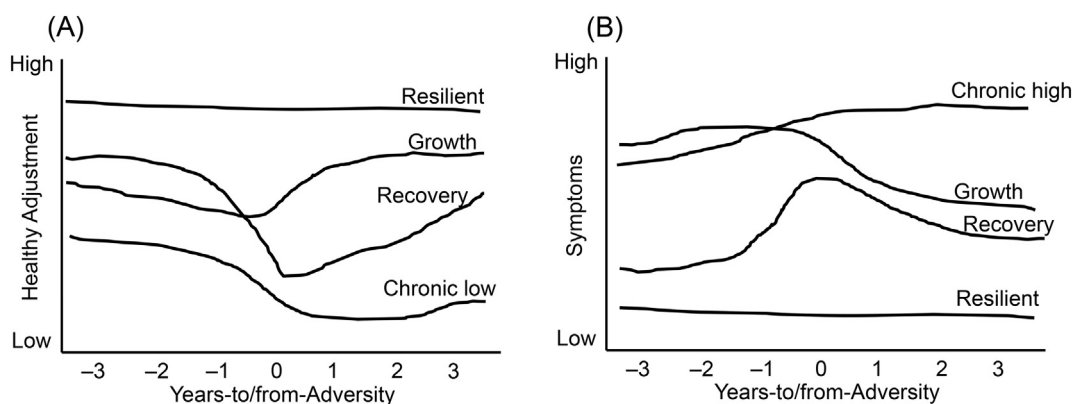 (A)
High
Healthy Adjustment
Low
Resilient
Growth
Recovery
Chronic low
–3 –2 –1 0 1 2 3
Years-to/from-Adversity
(B)
High
Symptoms
Low
Chronic high
Growth
Recovery
Resilient
–3 –2 –1 0 1 2 3
Years-to/from-Adversity